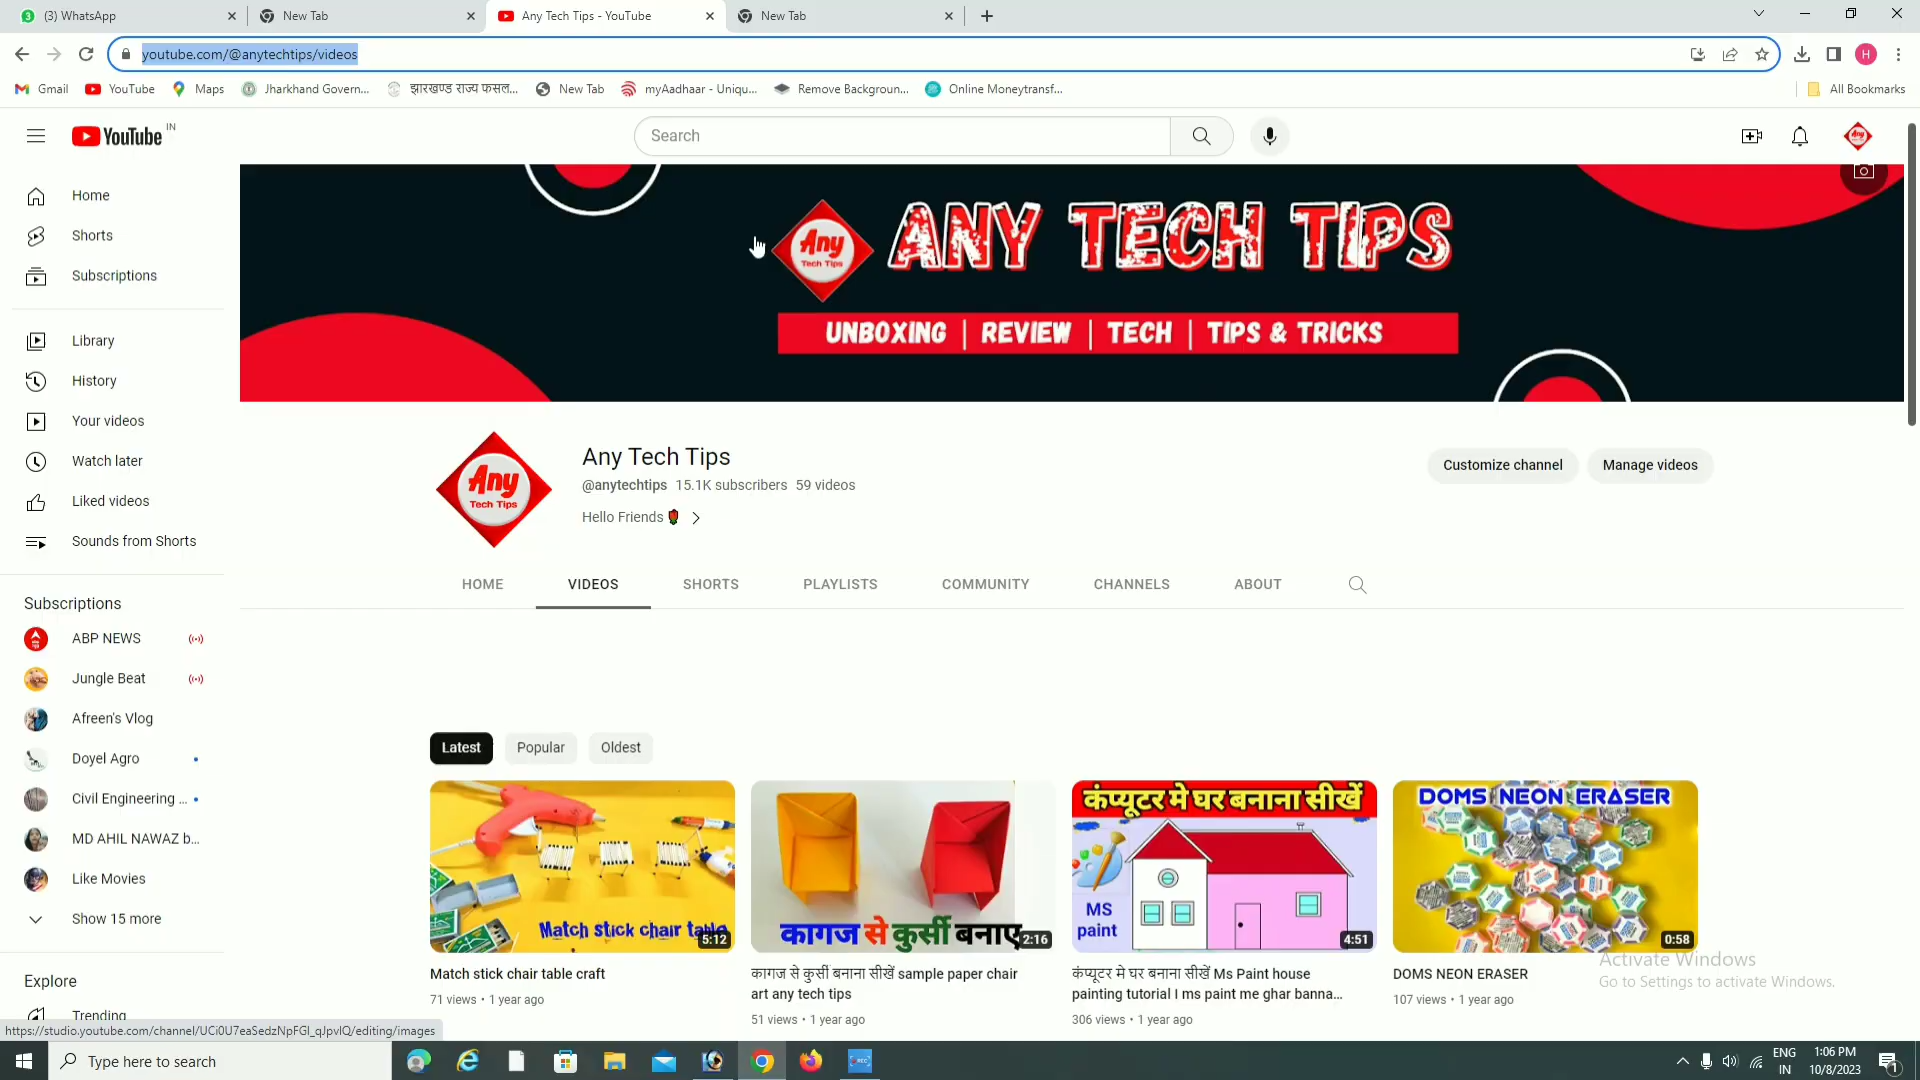 (3) WhatsApp
New Tab
Any Tech Tips - YouTube
New Tab
youtube.com/@anytechtips/videos
Gmail
YouTube
Maps
Jharkhand Govern...
झारखण्ड राज्य फसल...
New Tab
myAadhaar - Uniqu...
Remove Backgroun...
Online Moneytransf...
All Bookmarks
H
YouTube IN
Search
Home
Shorts
Subscriptions
Library
History
Your videos
Watch later
Liked videos
Sounds from Shorts
Subscriptions
ABP NEWS
Jungle Beat
Afreen's Vlog
Doyel Agro
Civil Engineering ...
MD AHIL NAWAZ b...
Like Movies
Show 15 more
Explore
Trending
Any
Tech Tips
ANY TECH TIPS
UNBOXING | REVIEW | TECH | TIPS & TRICKS
Any
Tech Tips
Any Tech Tips
@anytechtips 15.1K subscribers 59 videos
Hello Friends
Customize channel
Manage videos
HOME
VIDEOS
SHORTS
PLAYLISTS
COMMUNITY
CHANNELS
ABOUT
Latest
Popular
Oldest
Match stick chair table
5:12
Match stick chair table craft
71 views • 1 year ago
कागज से कुर्सी बनाए
2:16
कागज से कुर्सी बनाना सीखें sample paper chair
art any tech tips
51 views • 1 year ago
कंप्यूटर मे घर बनाना सीखें
MS
paint
4:51
कंप्यूटर मे घर बनाना सीखें Ms Paint house
painting tutorial I ms paint me ghar banna...
306 views • 1 year ago
DOMS NEON ERASER
0:58
DOMS NEON ERASER
107 views • 1 year ago
Activate Windows
Go to Settings to activate Windows.
https://studio.youtube.com/channel/UCi0U7eaSedzNpFGl_qJpvlQ/editing/images
Type here to search
ENG
IN
1:06 PM
10/8/2023
1